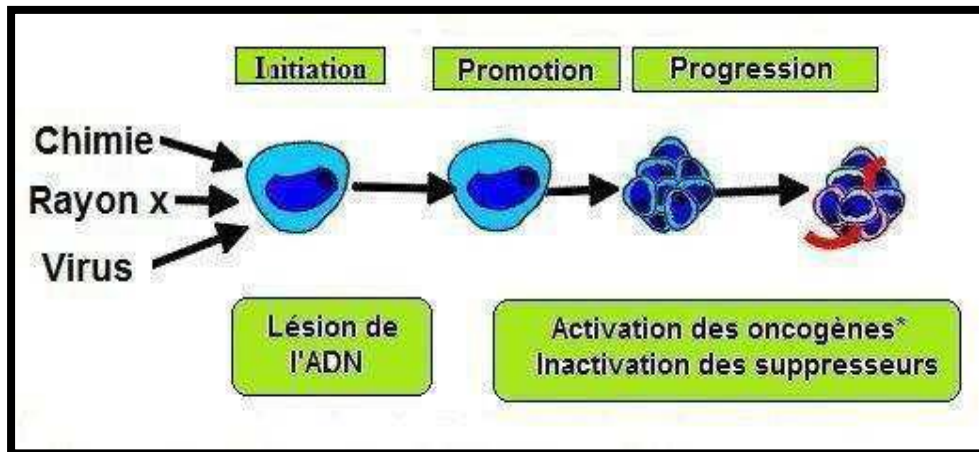 Initiation
Promotion
Progression
Chimie
Rayon x
Virus
Lésion de
l'ADN
Activation des oncogènes*
Inactivation des suppresseurs